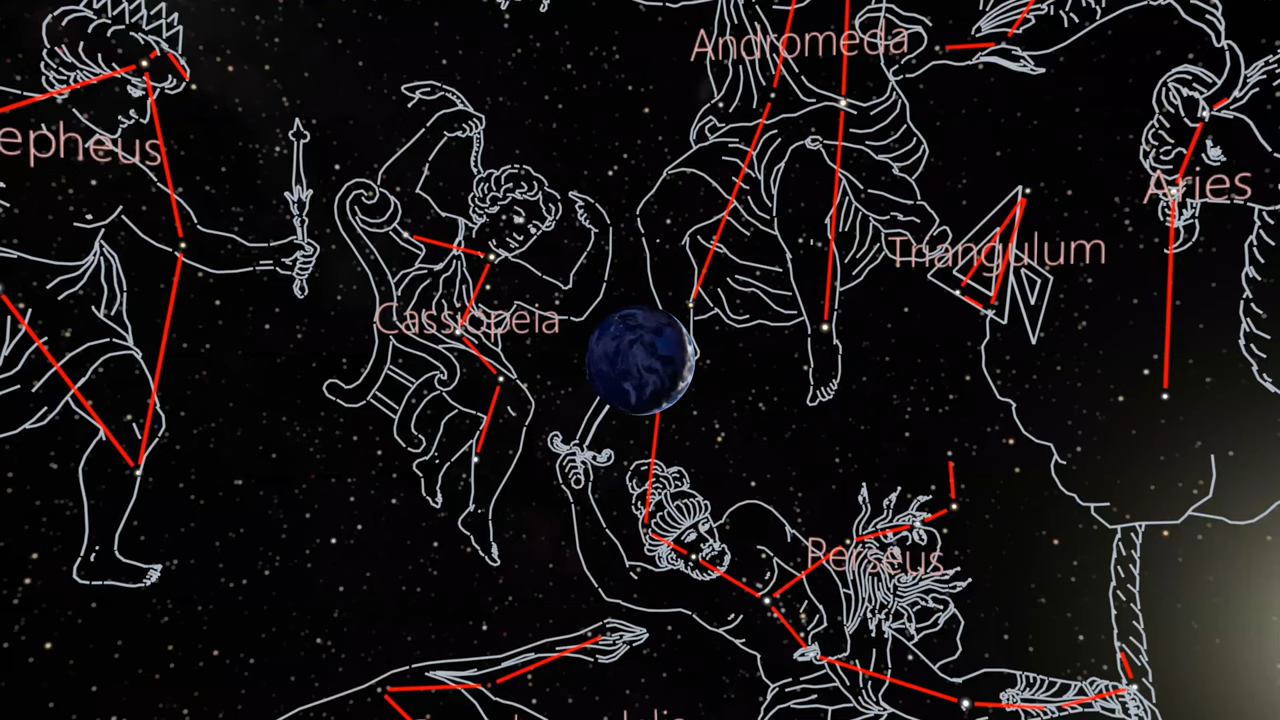 Andromeda
epheus
Aries
Triangulum
Cassiopeia
Perseus